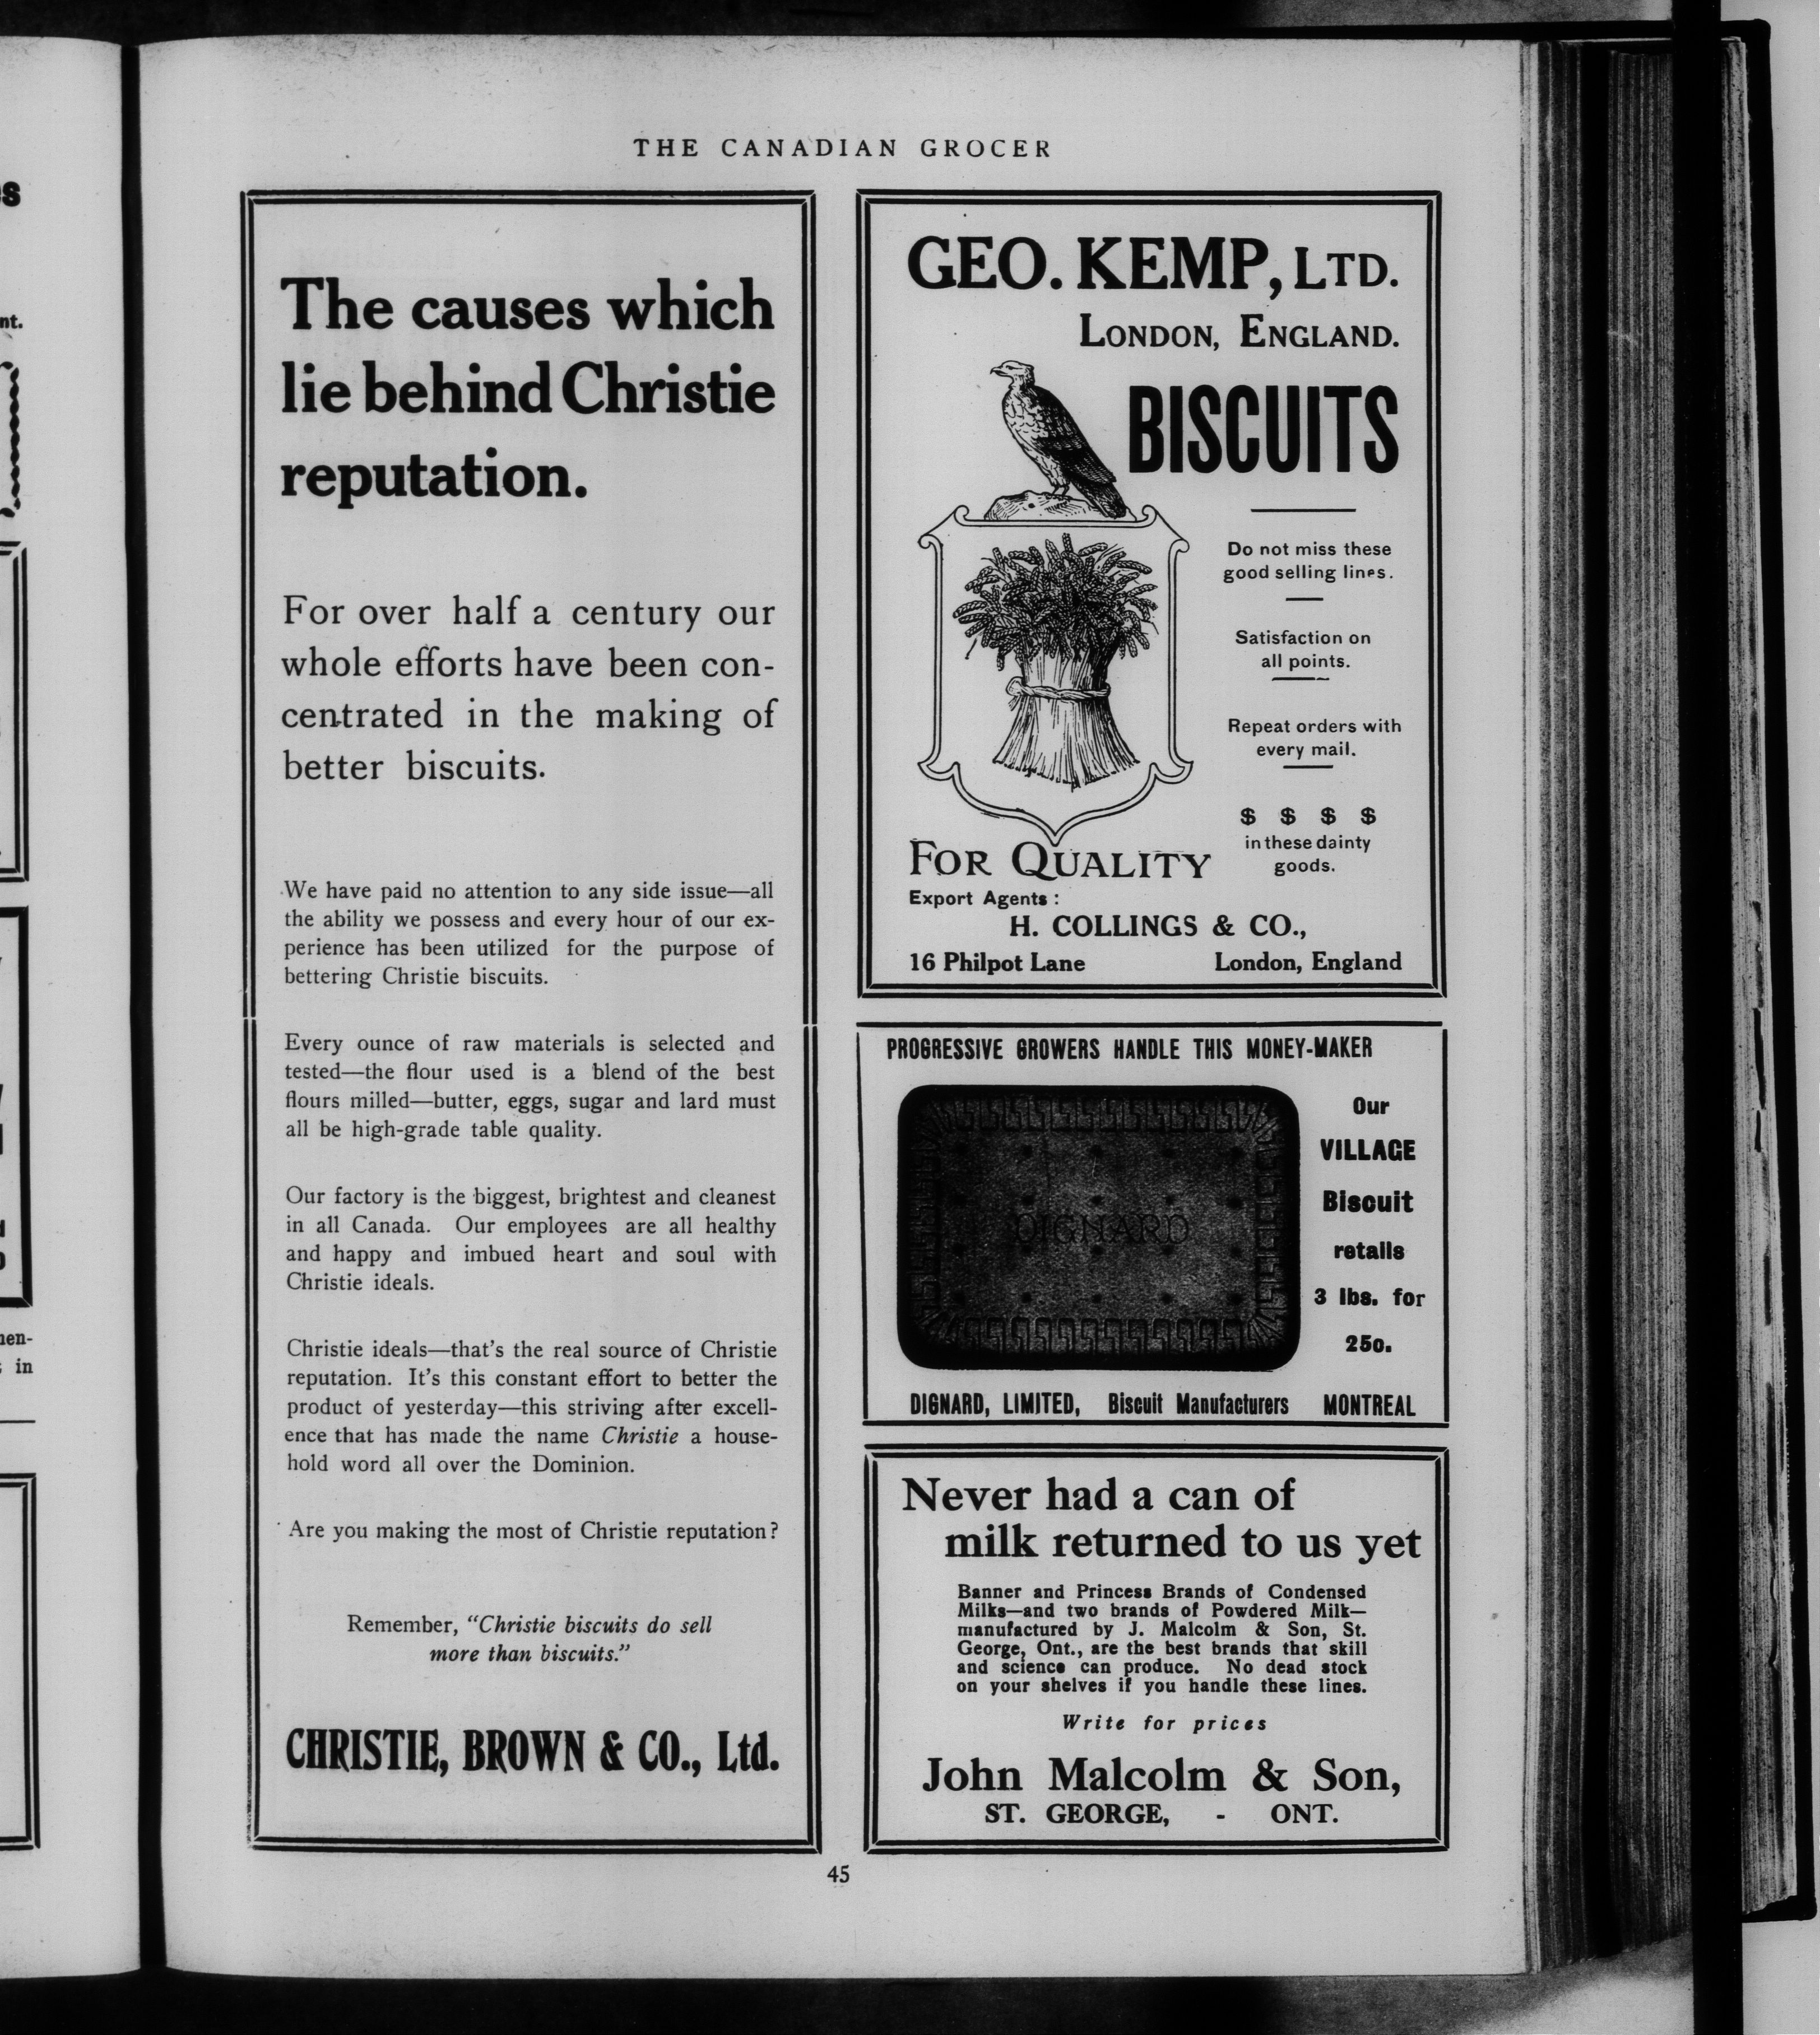 THE CANADIAN GROCER
The causes which
lie behind Christie
reputation.
For over half a century our
whole efforts have been con-
centrated in the making of
better biscuits.
We have paid no attention to any side issue—all
the ability we possess and every hour of our ex-
perience has been utilized for the purpose of
bettering Christie biscuits.
Every ounce of raw materials is selected and
tested—the flour used is a blend of the best
flours milled—butter, eggs, sugar and lard must
all be high-grade table quality.
Our factory is the biggest, brightest and cleanest
in all Canada. Our employees are all healthy
and happy and imbued heart and soul with
Christie ideals.
Christie ideals—that's the real source of Christie
reputation. It's this constant effort to better the
product of yesterday—this striving after excell-
ence that has made the name Christie a house-
hold word all over the Dominion.
Are you making the most of Christie reputation?
Remember, "Christie biscuits do sell
more than biscuits."
CHRISTIE, BROWN & CO., Ltd.
GEO. KEMP, LTD.
LONDON, ENGLAND.
BISCUITS
Do not miss these
good selling lines.
Satisfaction on
all points.
Repeat orders with
every mail.
$ $ $ $
in these dainty
goods.
FOR QUALITY
Export Agents:
H. COLLINGS & CO.,
16 Philpot Lane London, England
PROGRESSIVE GROWERS HANDLE THIS MONEY-MAKER
DIGNARD
Our
VILLAGE
Biscuit
retails
3 lbs. for
25c.
DIGNARD, LIMITED, Biscuit Manufacturers MONTREAL
Never had a can of
milk returned to us yet
Banner and Princess Brands of Condensed
Milks—and two brands of Powdered Milk—
manufactured by J. Malcolm & Son, St.
George, Ont., are the best brands that skill
and science can produce. No dead stock
on your shelves if you handle these lines.
Write for prices
John Malcolm & Son,
ST. GEORGE, - ONT.
45